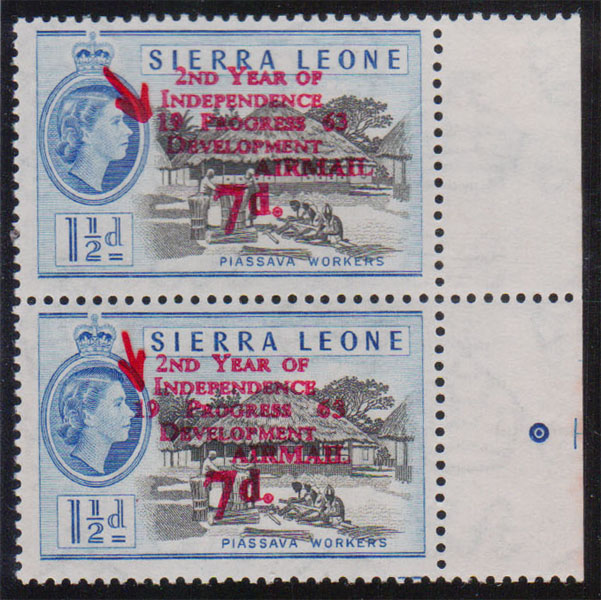 SIERRA LEONE
2ND YEAR OF
INDEPENDENCE
19 PROGRESS 63
DEVELOPMENT
AIRMAIL
7d.
1½d
PIASSAVA WORKERS
SIERRA LEONE
2ND YEAR OF
INDEPENDENCE
19 PROGRESS 63
DEVELOPMENT
AIRMAIL
7d.
1½d
PIASSAVA WORKERS